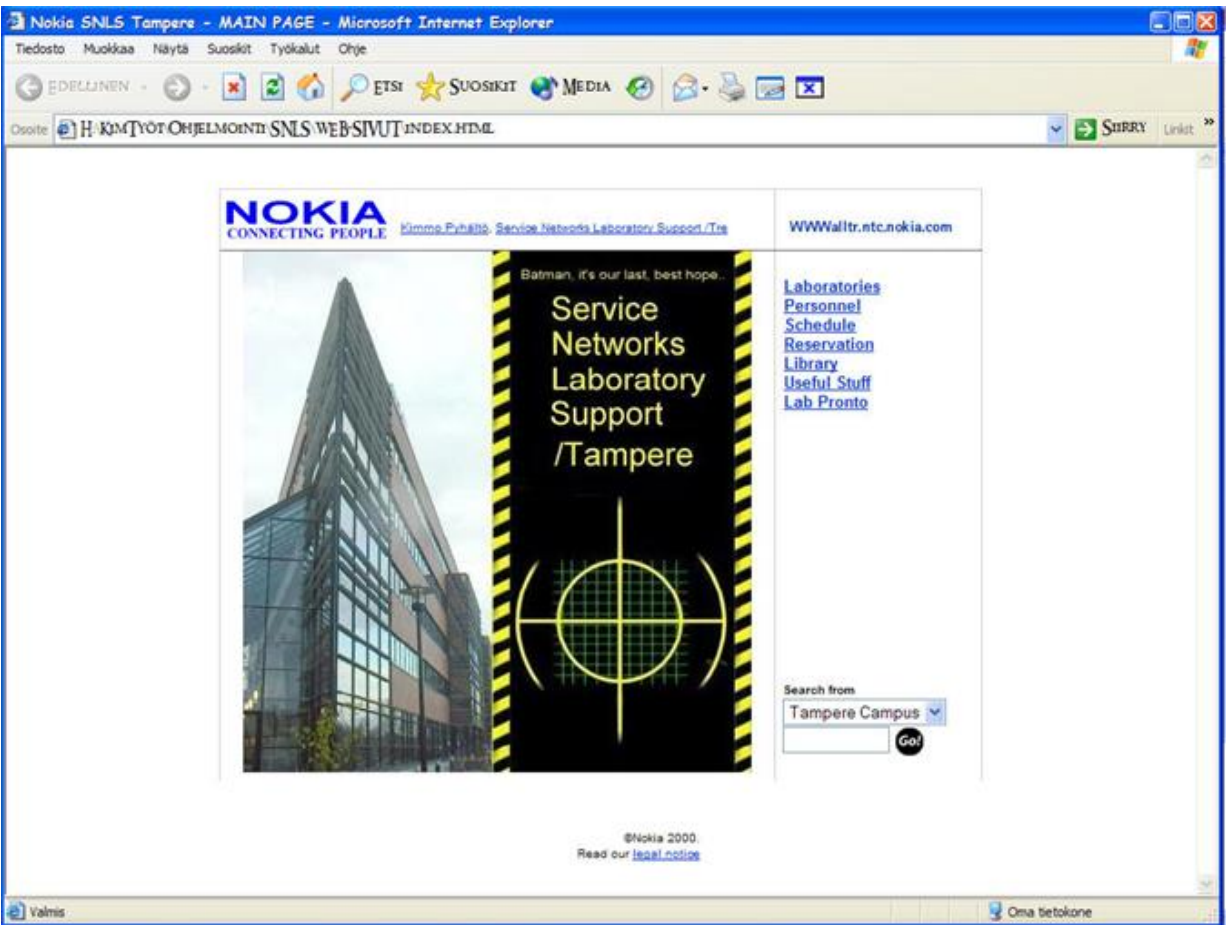 Nokia SNLS Tampere - MAIN PAGE - Microsoft Internet Explorer
Tiedosto Muokkaa Näytä Suosikit Työkalut Ohje
EDELLINEN ETSI SUOSIKIT MEDIA
Osoite H:\KIMTYÖT\OHJELMOINTI\SNLS\WEB-SIVUT\INDEX.HTML SIIRRY Linkit »
NOKIA
CONNECTING PEOPLE
Kimmo Pyhältö, Service Networks Laboratory Support /Tre
WWWalltr.ntc.nokia.com
Batman, it's our last, best hope..
Service
Networks
Laboratory
Support
/Tampere
Laboratories
Personnel
Schedule
Reservation
Library
Useful Stuff
Lab Pronto
Search from
Tampere Campus
Go!
©Nokia 2000.
Read our legal notice
Valmis Oma tietokone